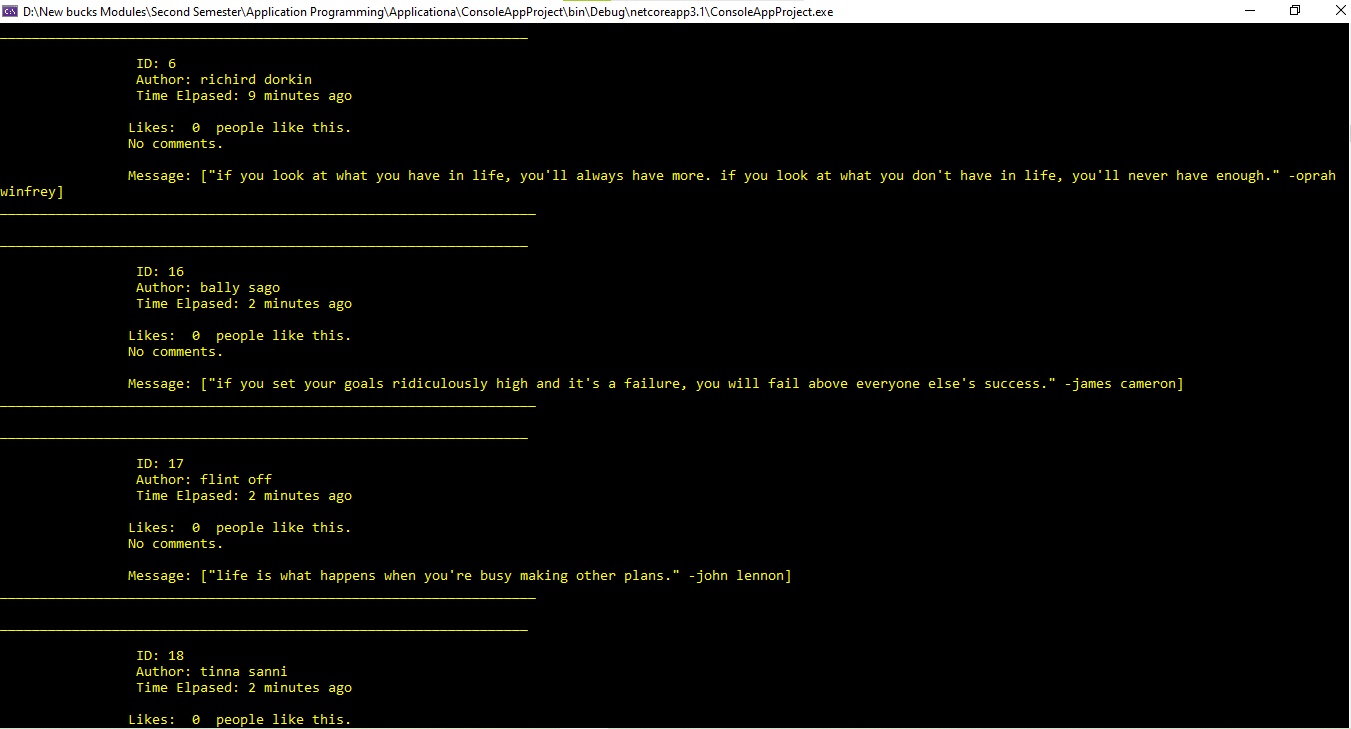 D:\New bucks Modules\Second Semester\Application Programming\Applicationa\ConsoleAppProject\bin\Debug\netcoreapp3.1\ConsoleAppProject.exe
ID: 6
Author: richird dorkin
Time Elpased: 9 minutes ago
Likes:  0  people like this.
No comments.
Message: ["if you look at what you have in life, you'll always have more. if you look at what you don't have in life, you'll never have enough." -oprah
winfrey]
ID: 16
Author: bally sago
Time Elpased: 2 minutes ago
Likes:  0  people like this.
No comments.
Message: ["if you set your goals ridiculously high and it's a failure, you will fail above everyone else's success." -james cameron]
ID: 17
Author: flint off
Time Elpased: 2 minutes ago
Likes:  0  people like this.
No comments.
Message: ["life is what happens when you're busy making other plans." -john lennon]
ID: 18
Author: tinna sanni
Time Elpased: 2 minutes ago
Likes:  0  people like this.